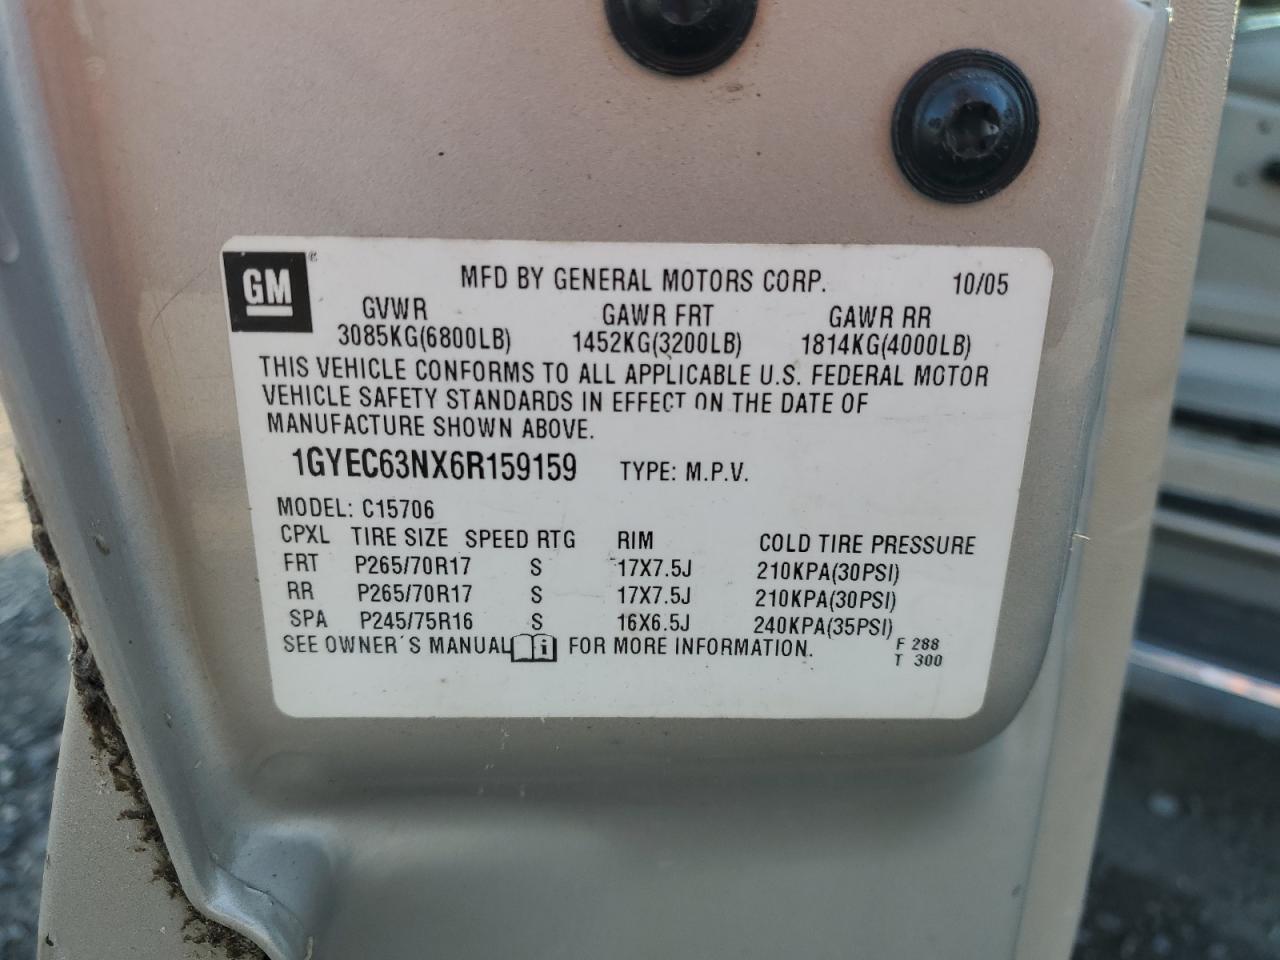 GM MFD BY GENERAL MOTORS CORP. 10/05
GVWR GAWR FRT GAWR RR
3085KG(6800LB) 1452KG(3200LB) 1814KG(4000LB)
THIS VEHICLE CONFORMS TO ALL APPLICABLE U.S. FEDERAL MOTOR
VEHICLE SAFETY STANDARDS IN EFFECT ON THE DATE OF
MANUFACTURE SHOWN ABOVE.
1GYEC63NX6R159159 TYPE: M.P.V.
MODEL: C15706
CPXL TIRE SIZE SPEED RTG RIM COLD TIRE PRESSURE
FRT P265/70R17 S 17X7.5J 210KPA(30PSI)
RR P265/70R17 S 17X7.5J 210KPA(30PSI)
SPA P245/75R16 S 16X6.5J 240KPA(35PSI)
SEE OWNER'S MANUAL i FOR MORE INFORMATION. F 288
T 300